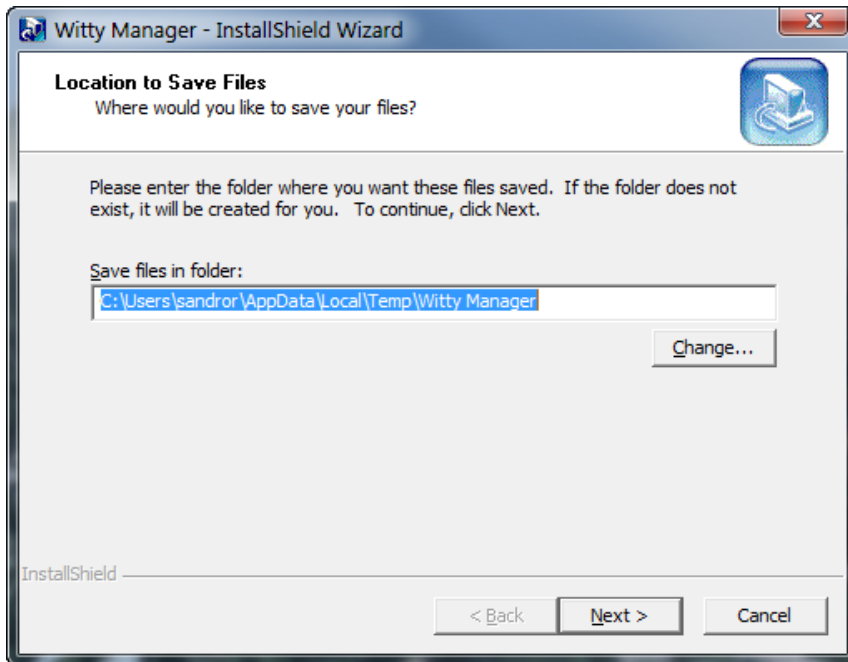 Witty Manager - InstallShield Wizard
Location to Save Files
Where would you like to save your files?
Please enter the folder where you want these files saved.  If the folder does not
exist, it will be created for you.   To continue, click Next.
Save files in folder:
C:\Users\sandror\AppData\Local\Temp\Witty Manager
Change...
InstallShield
< Back
Next >
Cancel